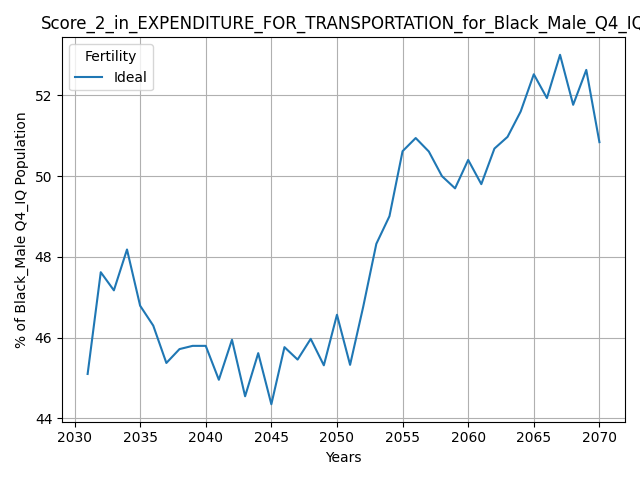 Score_2_in_EXPENDITURE_FOR_TRANSPORTATION_for_Black_Male_Q4_IQ
Fertility
Ideal
% of Black_Male Q4_IQ Population
52
50
48
46
44
2030 2035 2040 2045 2050 2055 2060 2065 2070
Years